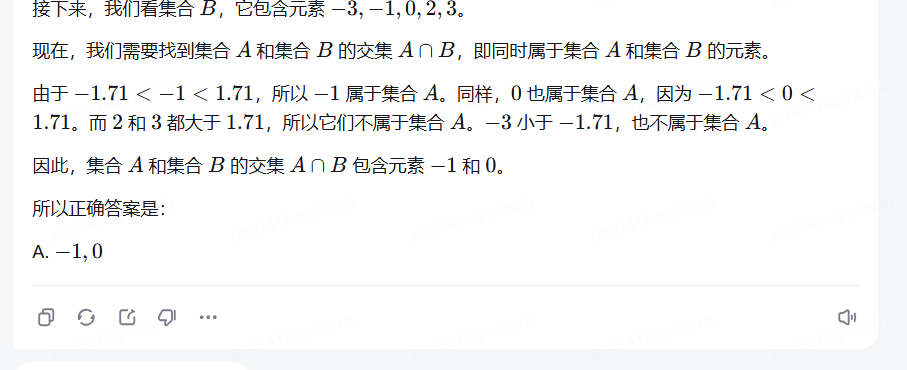 接下来，我们看集合 B，它包含元素 −3, −1, 0, 2, 3。
现在，我们需要找到集合 A 和集合 B 的交集 A ∩ B，即同时属于集合 A 和集合 B 的元素。
由于 −1.71 < −1 < 1.71，所以 −1 属于集合 A。同样，0 也属于集合 A，因为 −1.71 < 0 <
1.71。而 2 和 3 都大于 1.71，所以它们不属于集合 A。−3 小于 −1.71，也不属于集合 A。
因此，集合 A 和集合 B 的交集 A ∩ B 包含元素 −1 和 0。
所以正确答案是：
A. −1, 0